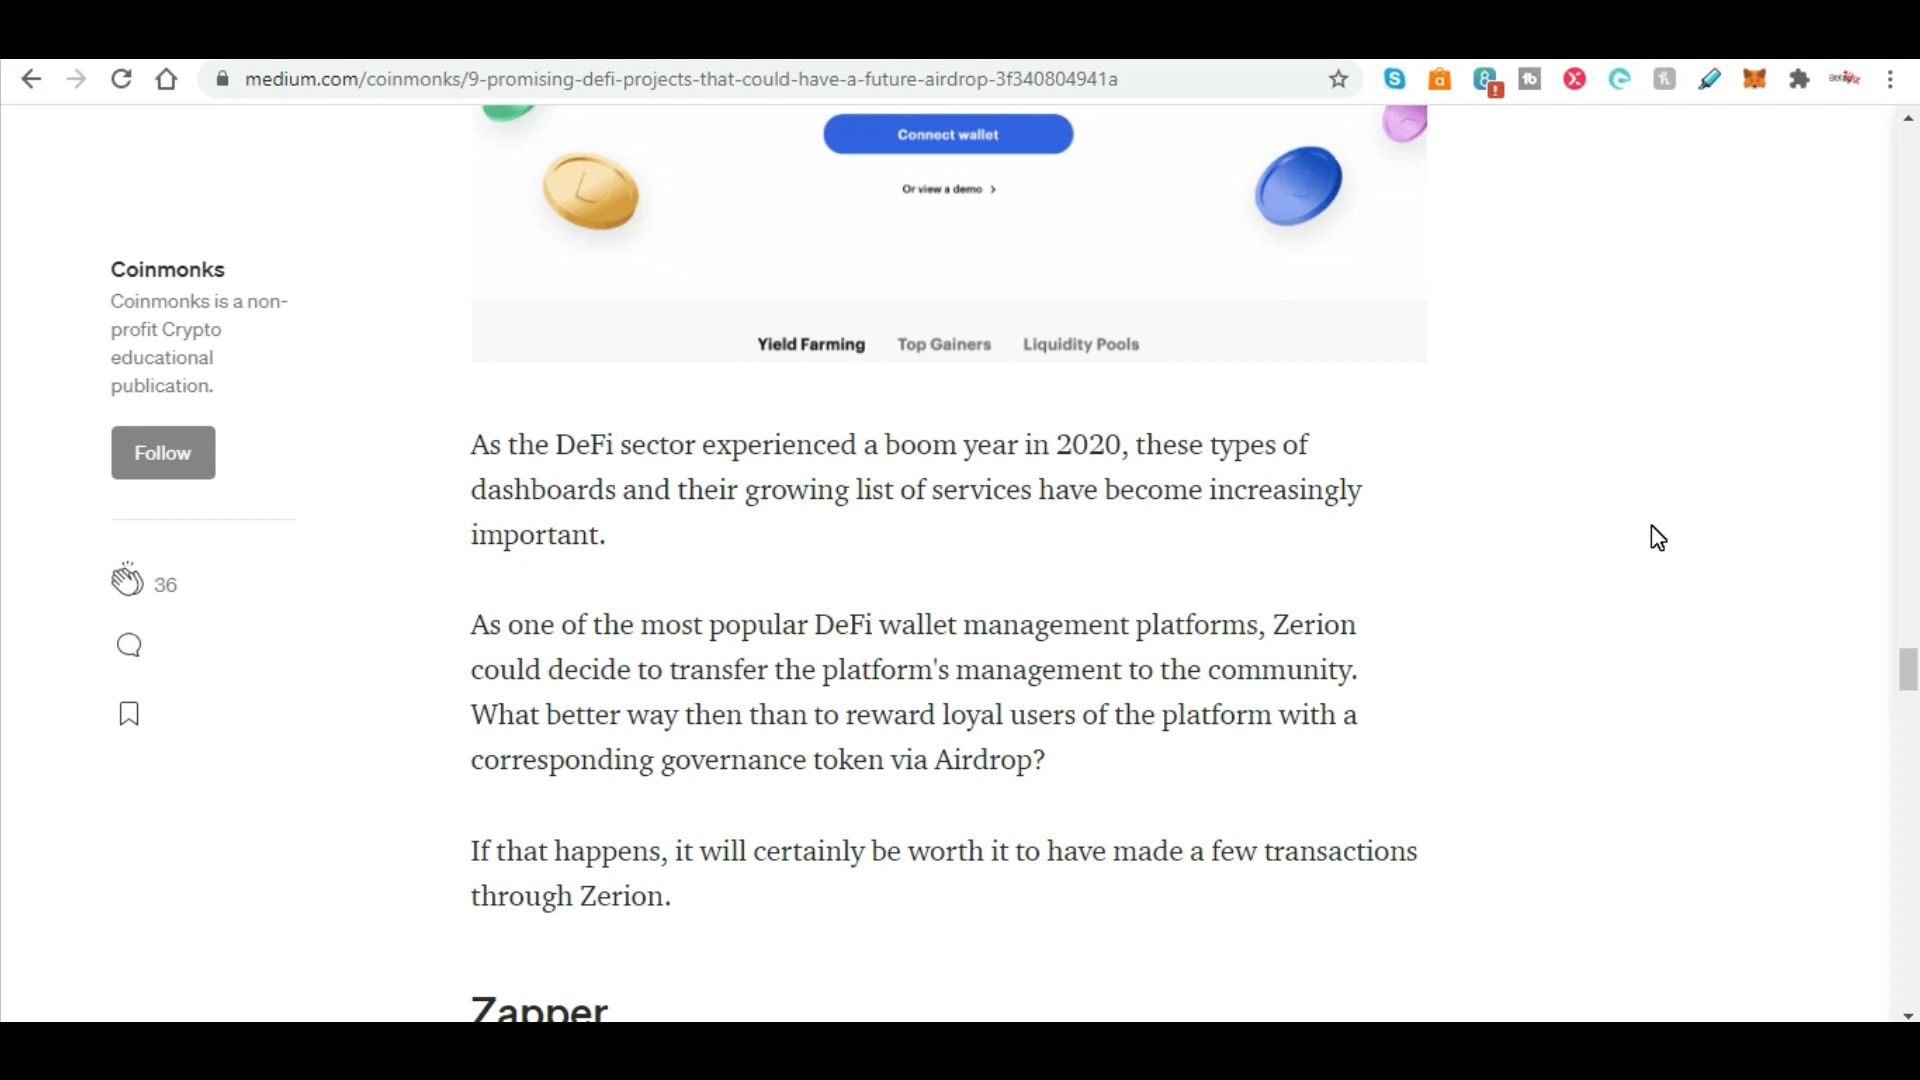 medium.com/coinmonks/9-promising-defi-projects-that-could-have-a-future-airdrop-3f340804941a
Connect wallet
Or view a demo
Yield Farming Top Gainers Liquidity Pools
Coinmonks
Coinmonks is a non-
profit Crypto
educational
publication.
Follow
36
As the DeFi sector experienced a boom year in 2020, these types of
dashboards and their growing list of services have become increasingly
important.
As one of the most popular DeFi wallet management platforms, Zerion
could decide to transfer the platform's management to the community.
What better way then than to reward loyal users of the platform with a
corresponding governance token via Airdrop?
If that happens, it will certainly be worth it to have made a few transactions
through Zerion.
Zapper